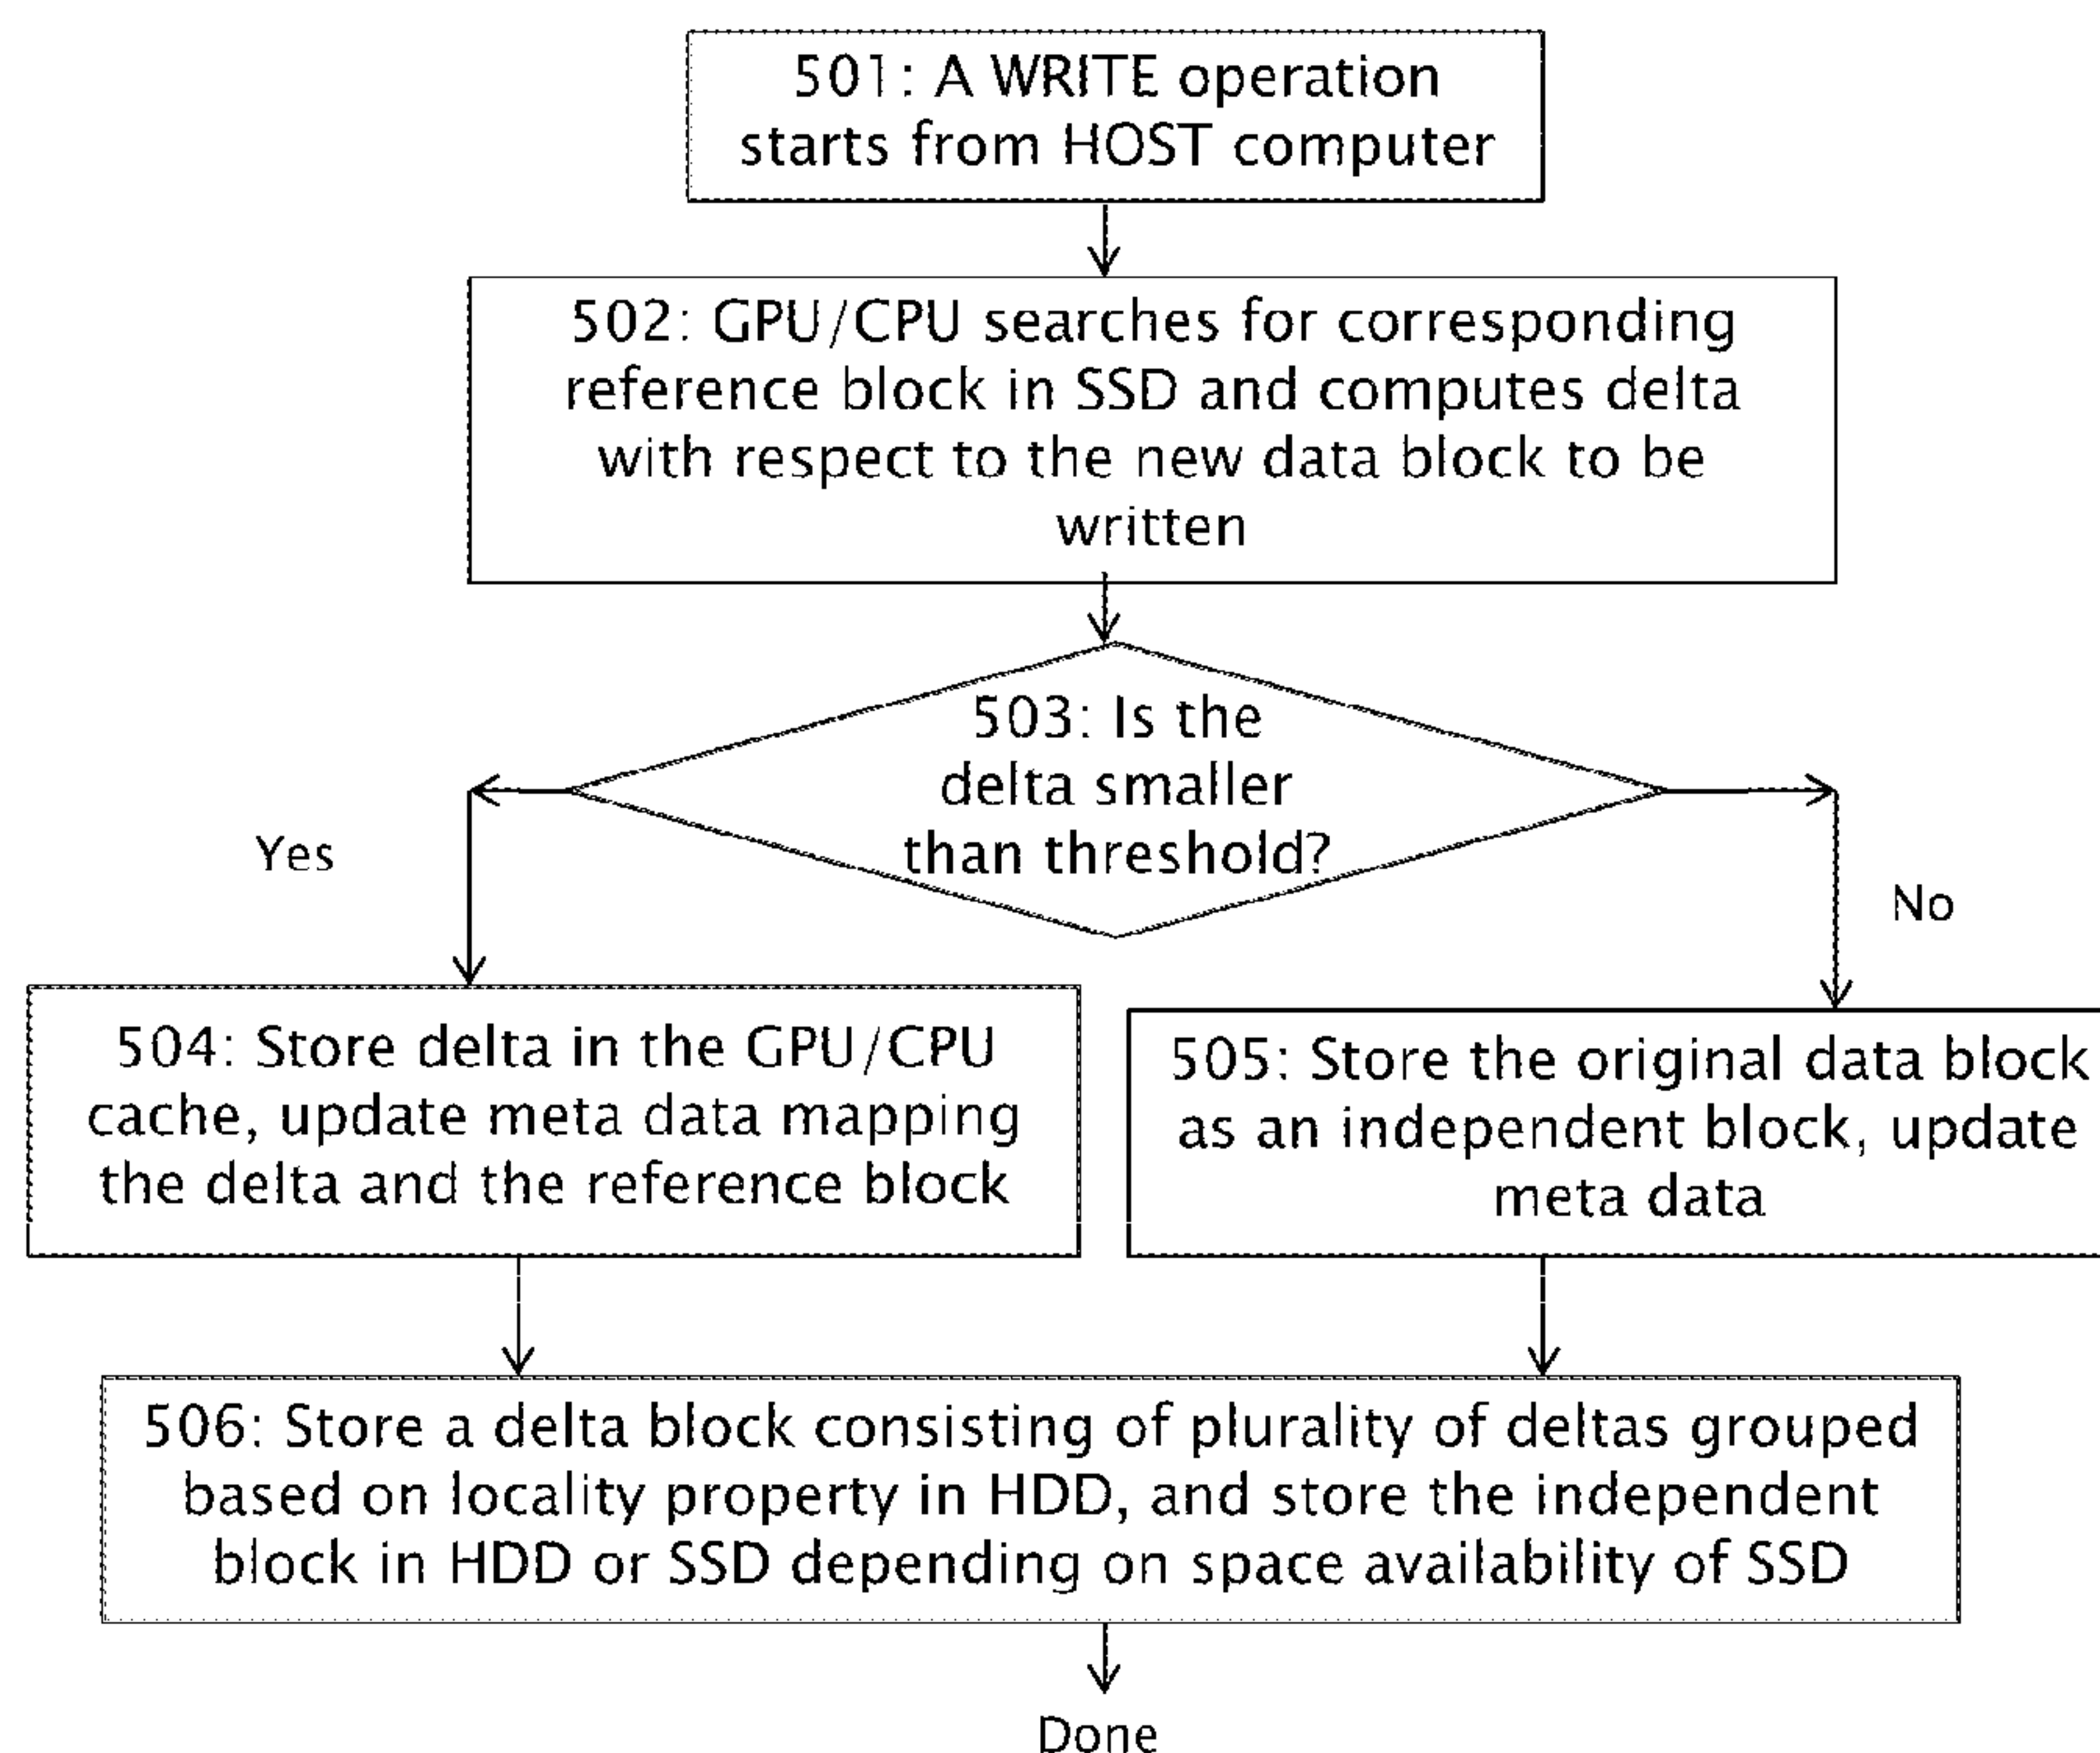 501: A WRITE operation
starts from HOST computer
502: GPU/CPU searches for corresponding
reference block in SSD and computes delta
with respect to the new data block to be
written
503: Is the
delta smaller
than threshold?
Yes
No
504: Store delta in the GPU/CPU
cache, update meta data mapping
the delta and the reference block
505: Store the original data block
as an independent block, update
meta data
506: Store a delta block consisting of plurality of deltas grouped
based on locality property in HDD, and store the independent
block in HDD or SSD depending on space availability of SSD
Done